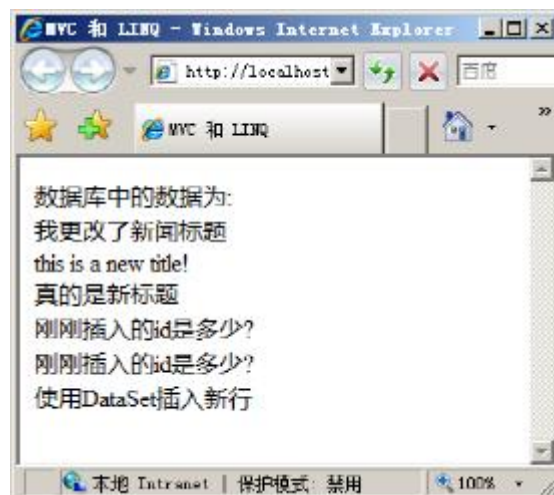 MVC 和 LINQ - Windows Internet Explorer
http://localhost
百度
MVC 和 LINQ
»
数据库中的数据为:
我更改了新闻标题
this is a new title!
真的是新标题
刚刚插入的id是多少?
刚刚插入的id是多少?
使用DataSet插入新行
本地 Intranet | 保护模式: 禁用
100%